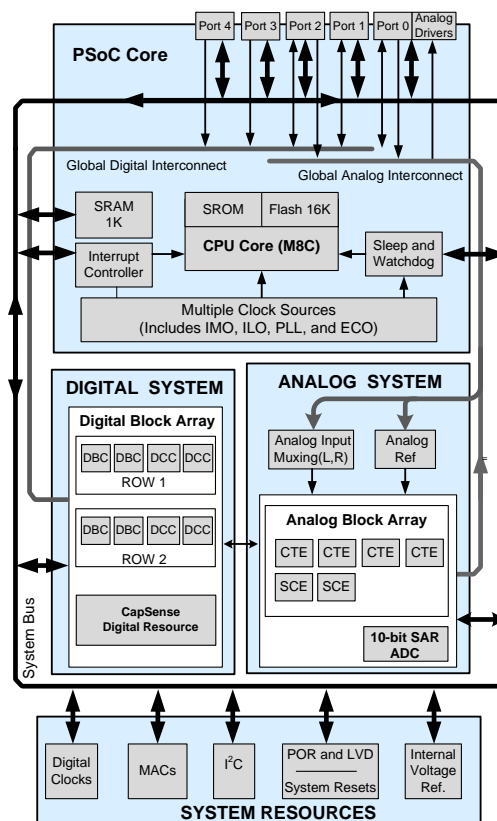 Port 4
Port 3
Port 2
Port 1
Port 0
Analog
Drivers
PSoC Core
Global Digital Interconnect
Global Analog Interconnect
SRAM
1K
SROM
Flash 16K
CPU Core (M8C)
Interrupt
Controller
Sleep and
Watchdog
Multiple Clock Sources
(Includes IMO, ILO, PLL, and ECO)
DIGITAL SYSTEM
ANALOG SYSTEM
Digital Block Array
DBC DBC DCC DCC
ROW 1
DBC DBC DCC DCC
ROW 2
CapSense
Digital Resource
Analog Input
Muxing(L,R)
Analog
Ref
Analog Block Array
CTE CTE CTE CTE
SCE SCE
10-bit SAR
ADC
System Bus
Digital
Clocks
MACs
I²C
POR and LVD
System Resets
Internal
Voltage
Ref.
SYSTEM RESOURCES